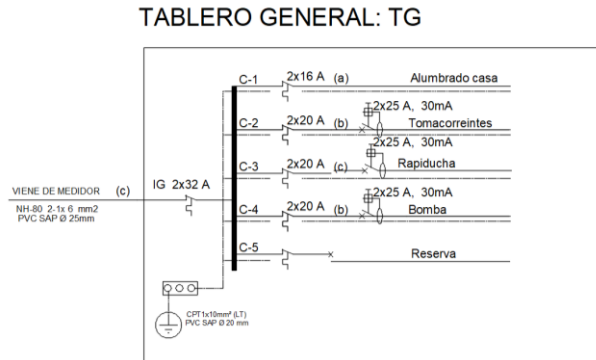 TABLERO GENERAL: TG
C-1 2x16 A (a) Alumbrado casa
2x25 A, 30mA
C-2 2x20 A (b) Tomacorreintes
2x25 A, 30mA
C-3 2x20 A (c) Rapiducha
VIENE DE MEDIDOR (c) IG 2x32 A
NH-80 2-1x 6 mm2
PVC SAP Ø 25mm
2x25 A, 30mA
C-4 2x20 A (b) Bomba
C-5 Reserva
CPT1x10mm² (LT)
PVC SAP Ø 20 mm